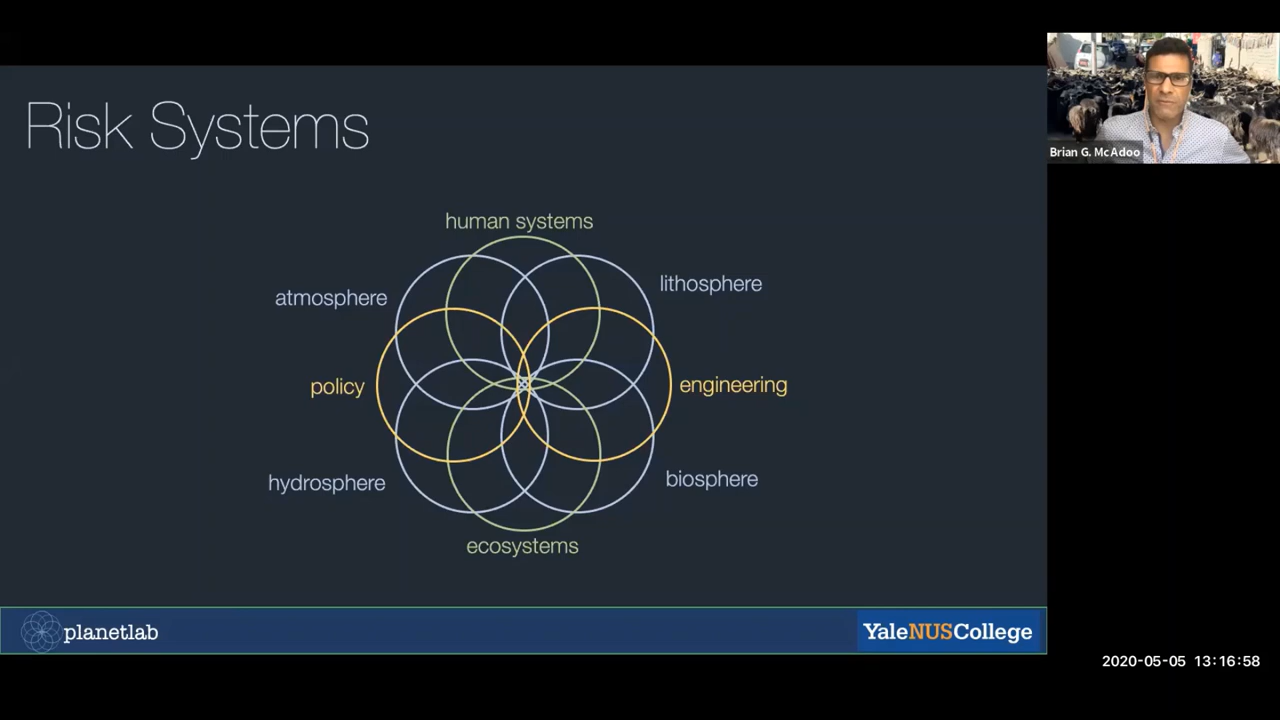 Risk Systems
Brian G. McAdoo
human systems
atmosphere
lithosphere
policy
engineering
hydrosphere
biosphere
ecosystems
planetlab
YaleNUSCollege
2020-05-05 13:16:58